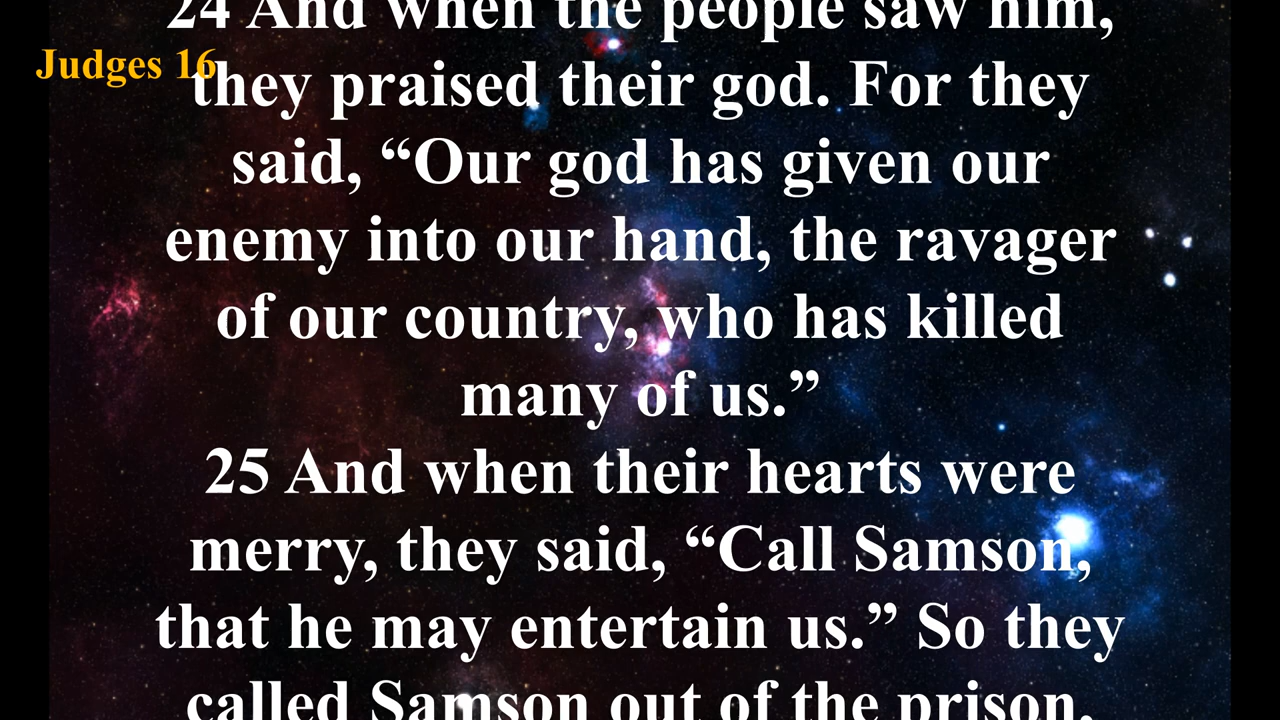 24 And when the people saw him,
Judges 16
they praised their god. For they
said, “Our god has given our
enemy into our hand, the ravager
of our country, who has killed
many of us.”
25 And when their hearts were
merry, they said, “Call Samson,
that he may entertain us.” So they
called Samson out of the prison,